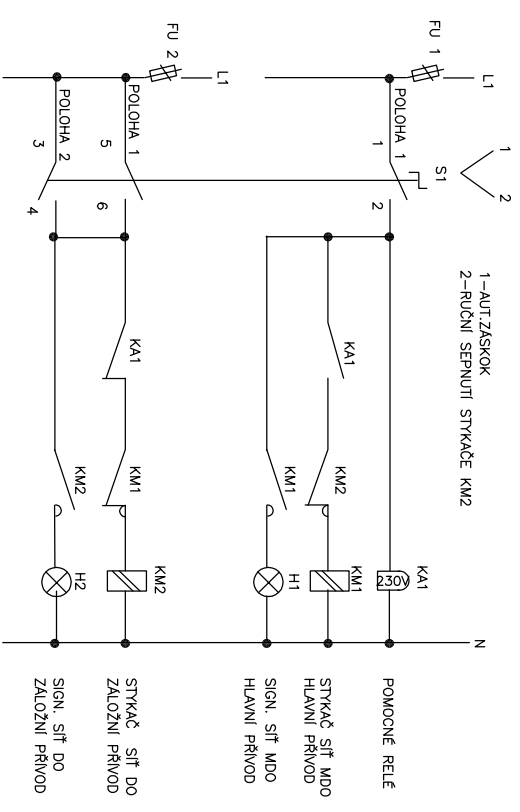 1
2
L1
1-AUT.ZÁSKOK
2-RUČNÍ SEPNUTÍ STYKAČE KM2
N
FU 1
S1
KA1
POLOHA 1
230V
POMOCNÉ RELÉ
1
2
KA1
KM2
KM1
STYKAČ SÍŤ MDO
HLAVNÍ PŘÍVOD
KM1
H1
SIGN. SÍŤ MDO
HLAVNÍ PŘÍVOD
L1
FU 2
POLOHA 1
KA1
KM1
KM2
STYKAČ SÍŤ DO
ZÁLOŽNÍ PŘÍVOD
5
6
POLOHA 2
KM2
H2
SIGN. SÍŤ DO
ZÁLOŽNÍ PŘÍVOD
3
4